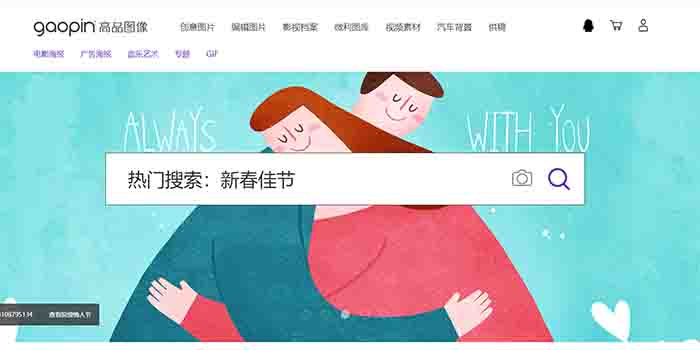 gaopin 高品图像 创意图片 编辑图片 影视档案 微利图库 视频素材 汽车背景 供稿
电影海报 广告海报 音乐艺术 专题 GIF
ALWAYS WITH YOU
热门搜索：新春佳节